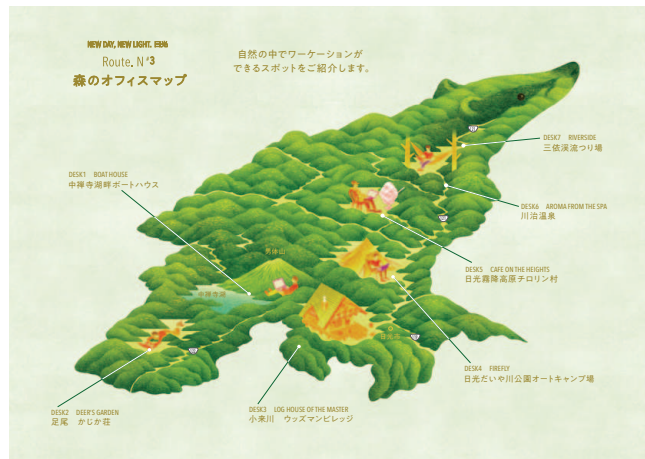 NEW DAY, NEW LIGHT. 日光
Route. N°3
森のオフィスマップ
自然の中でワーケーションが
できるスポットをご紹介します。
DESK7 RIVERSIDE
三依渓流つり場
DESK1 BOAT HOUSE
中禅寺湖畔ボートハウス
DESK6 AROMA FROM THE SPA
川治温泉
男体山
DESK5 CAFE ON THE HEIGHTS
日光霧降高原チロリン村
中禅寺湖
DESK4 FIREFLY
日光だいや川公園オートキャンプ場
DESK2 DEER'S GARDEN
足尾 かじか荘
DESK3 LOG HOUSE OF THE MASTER
小来川 ウッズマンビレッジ